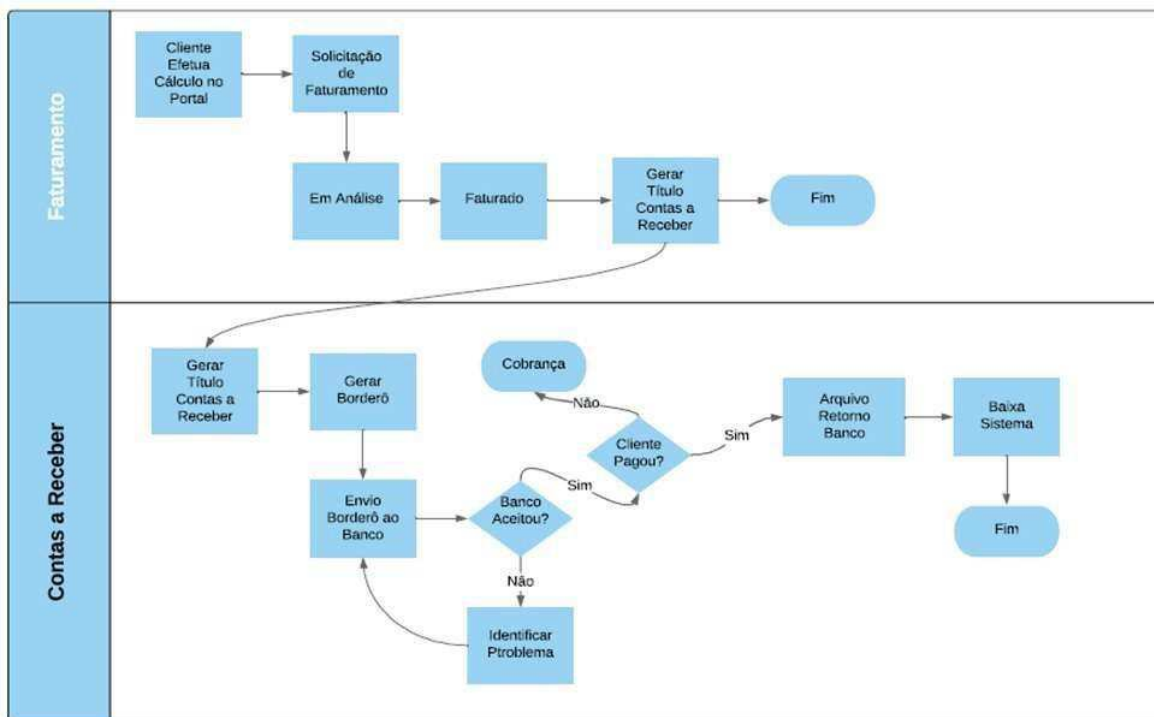 Faturamento
Cliente
Efetua
Cálculo no
Portal
Solicitação
de
Faturamento
Em Análise
Faturado
Gerar
Título
Contas a
Receber
Fim
Contas a Receber
Gerar
Título
Contas a
Receber
Gerar
Borderô
Envio
Borderô ao
Banco
Banco
Aceitou?
Não
Identificar
Ptroblema
Sim
Cliente
Pagou?
Não
Cobrança
Sim
Arquivo
Retorno
Banco
Baixa
Sistema
Fim